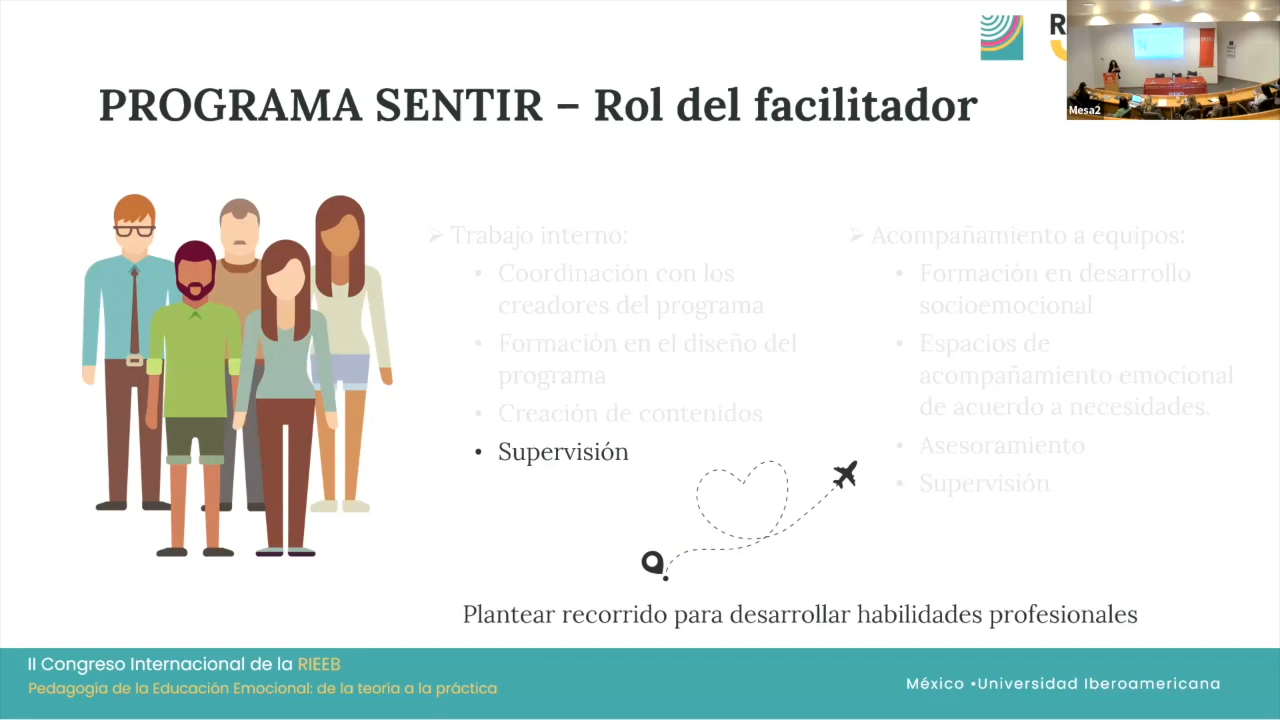 R
Mesa2
PROGRAMA SENTIR – Rol del facilitador
➢ Trabajo interno:
• Coordinación con los
creadores del programa
• Formación en el diseño del
programa
• Creación de contenidos
• Supervisión
➢ Acompañamiento a equipos:
• Formación en desarrollo
socioemocional
• Espacios de
acompañamiento emocional
de acuerdo a necesidades.
• Asesoramiento
• Supervisión
Plantear recorrido para desarrollar habilidades profesionales
II Congreso Internacional de la RIEEB
Pedagogía de la Educación Emocional: de la teoría a la práctica
México •Universidad Iberoamericana